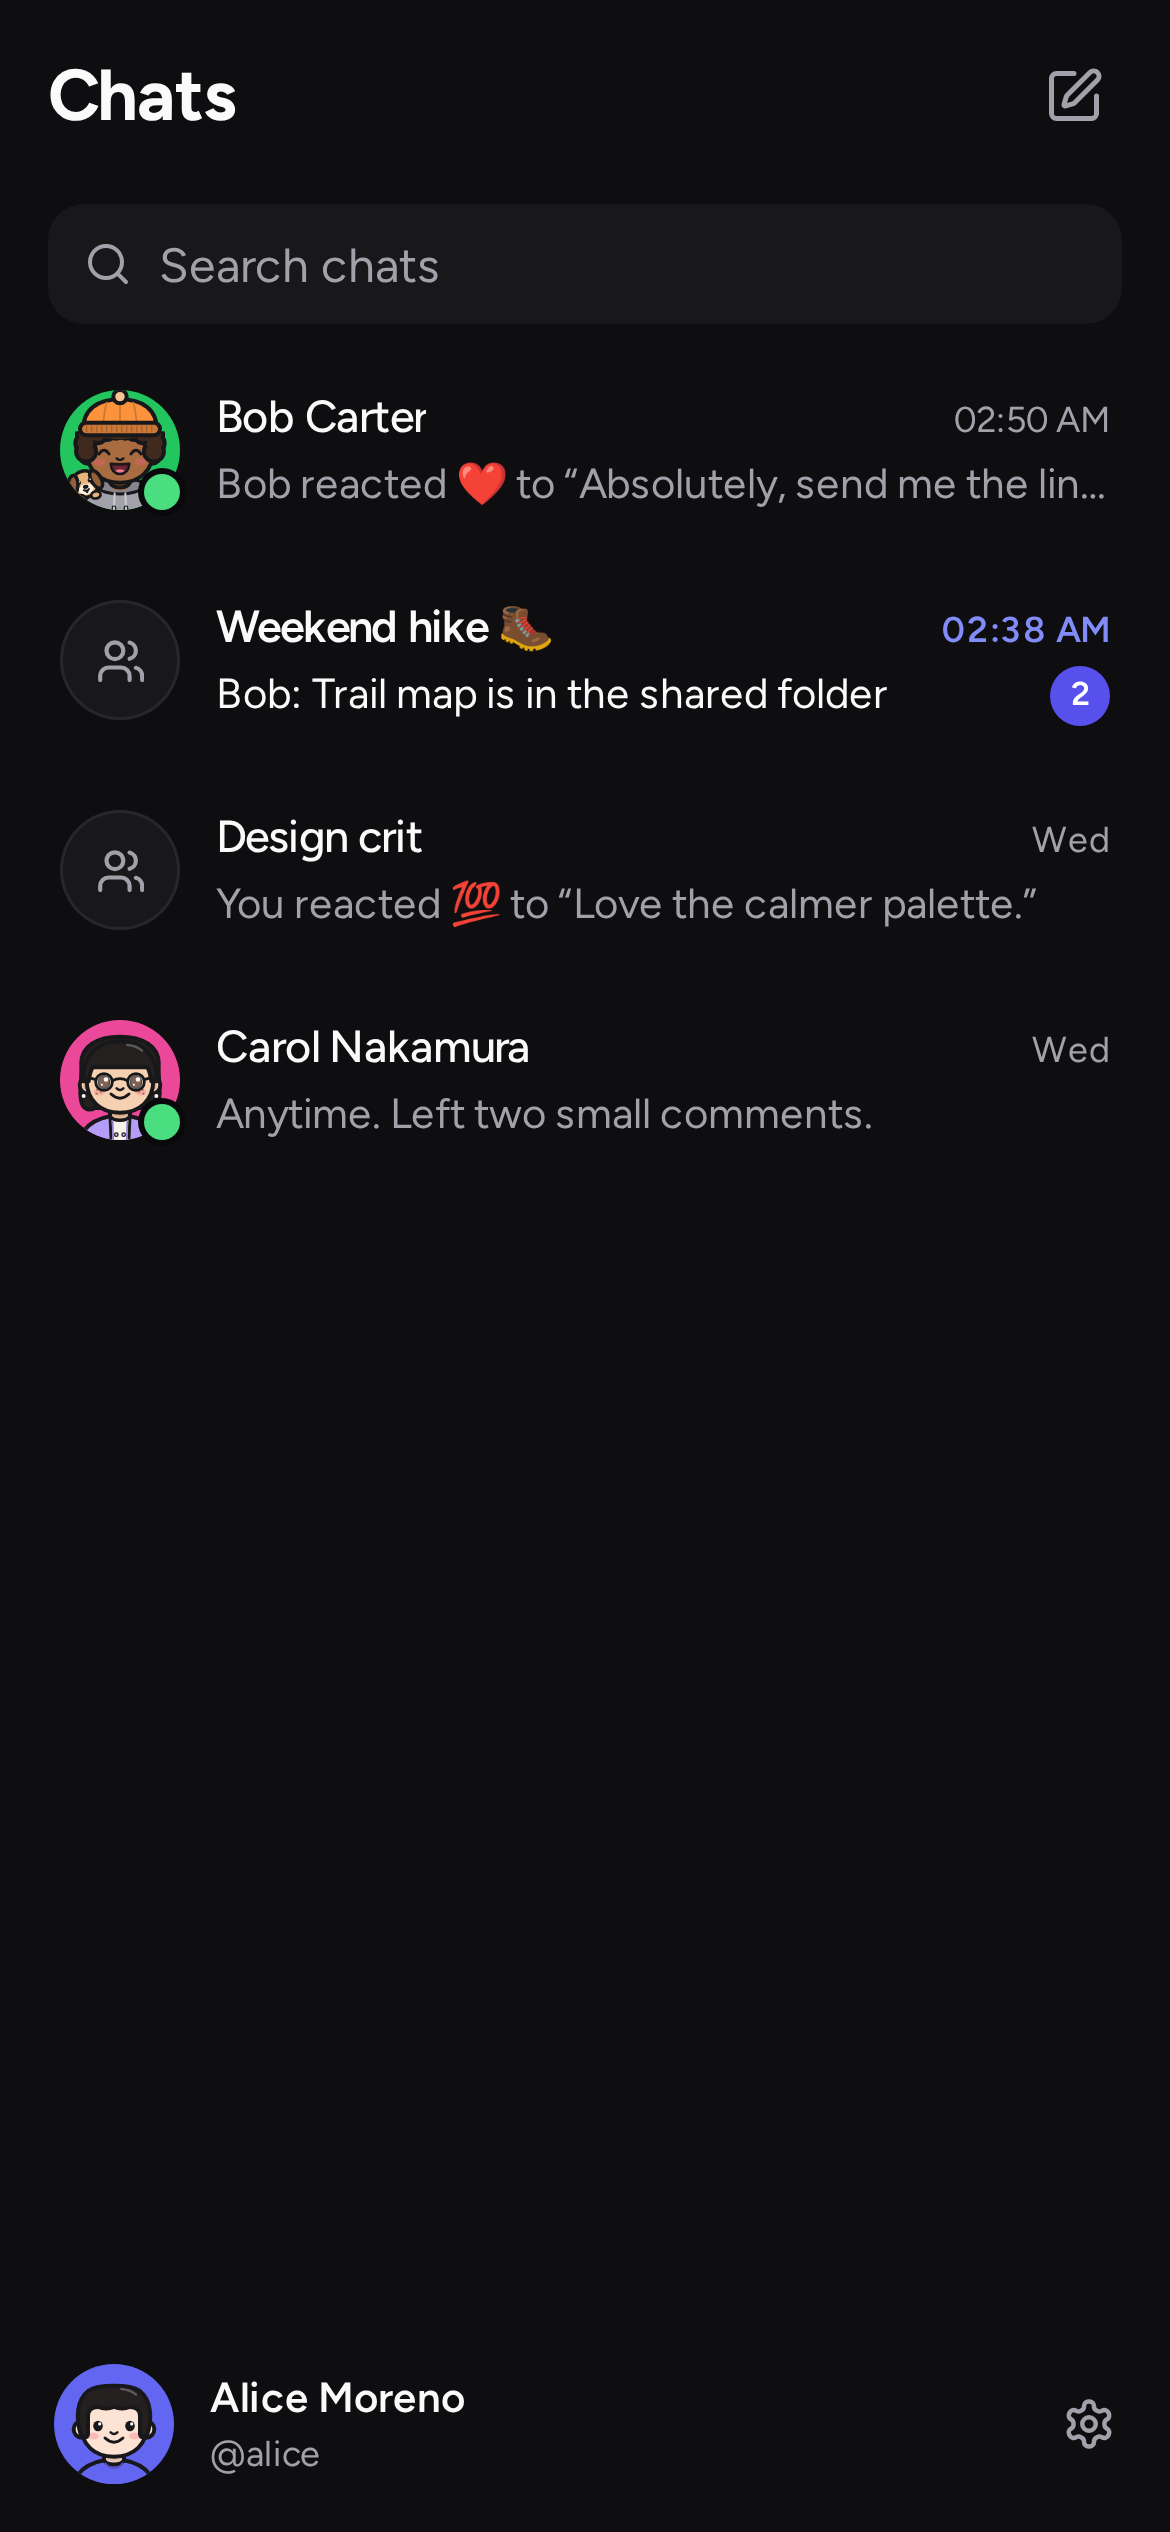 Chats
Search chats
Bob Carter
02:50 AM
Bob reacted ❤️ to “Absolutely, send me the lin…
Weekend hike 🥾
02:38 AM
Bob: Trail map is in the shared folder
2
Design crit
Wed
You reacted 💯 to “Love the calmer palette.”
Carol Nakamura
Wed
Anytime. Left two small comments.
Alice Moreno
@alice